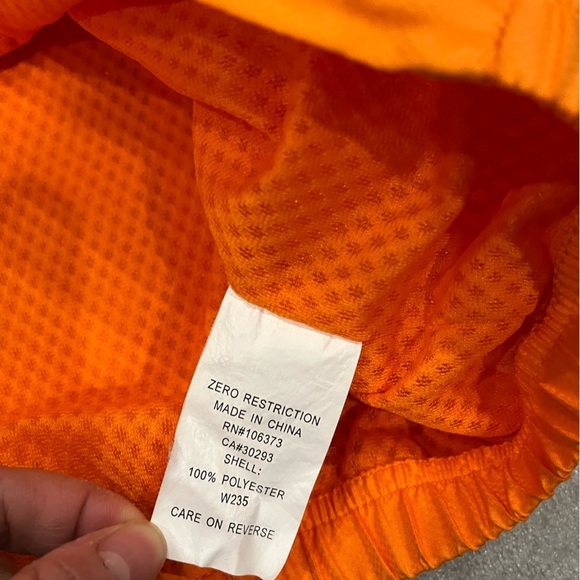 ZERO RESTRICTION
MADE IN CHINA
RN#106373
CA#30293
SHELL:
100% POLYESTER
W235
CARE ON REVERSE